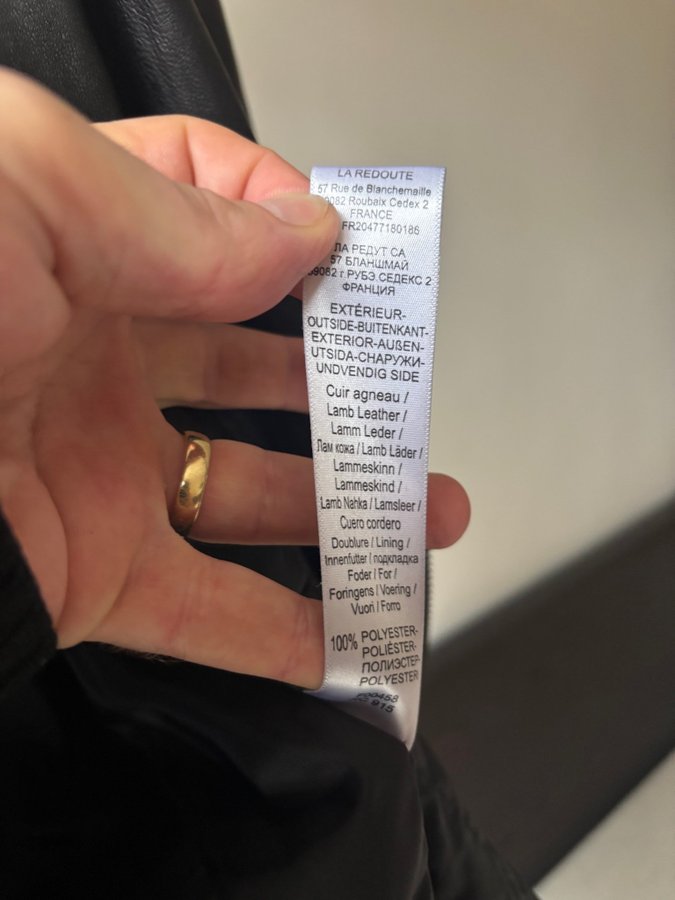 LA REDOUTE
57 Rue de Blanchemaille
9082 Roubaix Cedex 2
FRANCE
FR20477180186
ЛА РЕДУТ СА
57 БЛАНШМАЙ
59082 г.РУБЭ СЕДЕКС 2
ФРАНЦИЯ
EXTÉRIEUR-
OUTSIDE-BUITENKANT-
EXTERIOR-AUßEN-
UTSIDA-СНАРУЖИ-
UNDVENDIG SIDE
Cuir agneau /
Lamb Leather /
Lamm Leder /
Лам кожа / Lamb Läder /
Lammeskinn /
Lammeskind /
Lamb Nahka / Lamsleer /
Cuero cordero
Doublure / Lining /
Innenfutter / подкладка
Foder / For /
Foringens / Voering /
Vuori / Forro
100% POLYESTER-
POLIÉSTER-
ПОЛИЭСТЕР-
POLYESTER
915